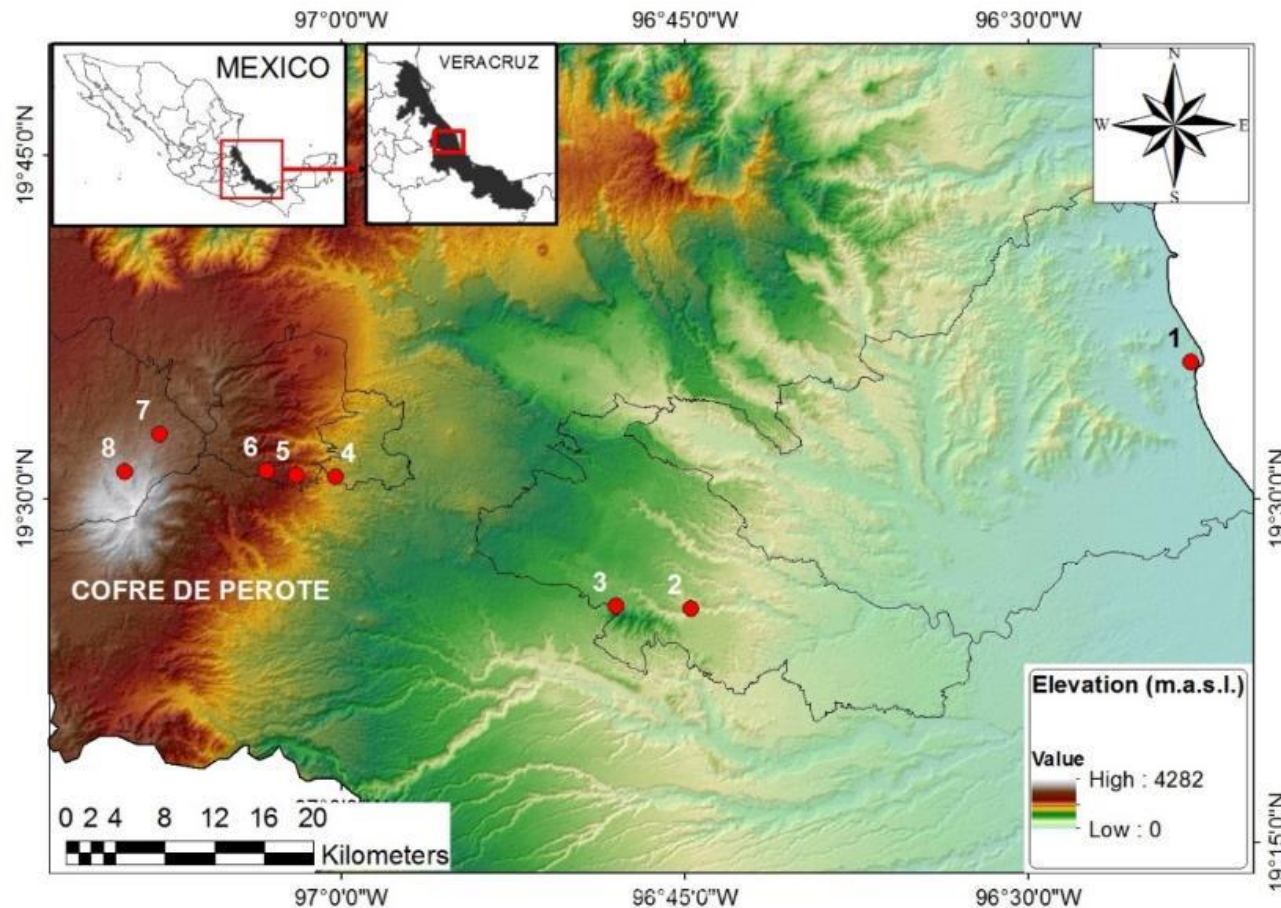 97°0'0"W 96°45'0"W 96°30'0"W
MEXICO
VERACRUZ
N
W E
S
19°45'0"N 19°45'0"N
1
7
8 6 5 4
19°30'0"N 19°30'0"N
COFRE DE PEROTE
3 2
Elevation (m.a.s.l.)
Value
High : 4282
Low : 0
0 2 4 8 12 16 20
Kilometers
19°15'0"N
97°0'0"W 96°45'0"W 96°30'0"W